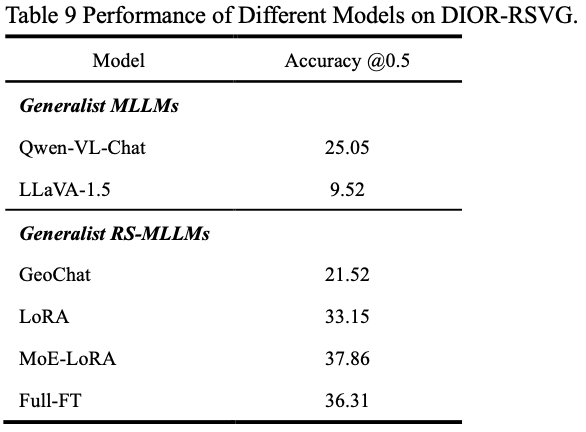 Table 9 Performance of Different Models on DIOR-RSVG.
Model Accuracy @0.5
Generalist MLLMs
Qwen-VL-Chat 25.05
LLaVA-1.5 9.52
Generalist RS-MLLMs
GeoChat 21.52
LoRA 33.15
MoE-LoRA 37.86
Full-FT 36.31